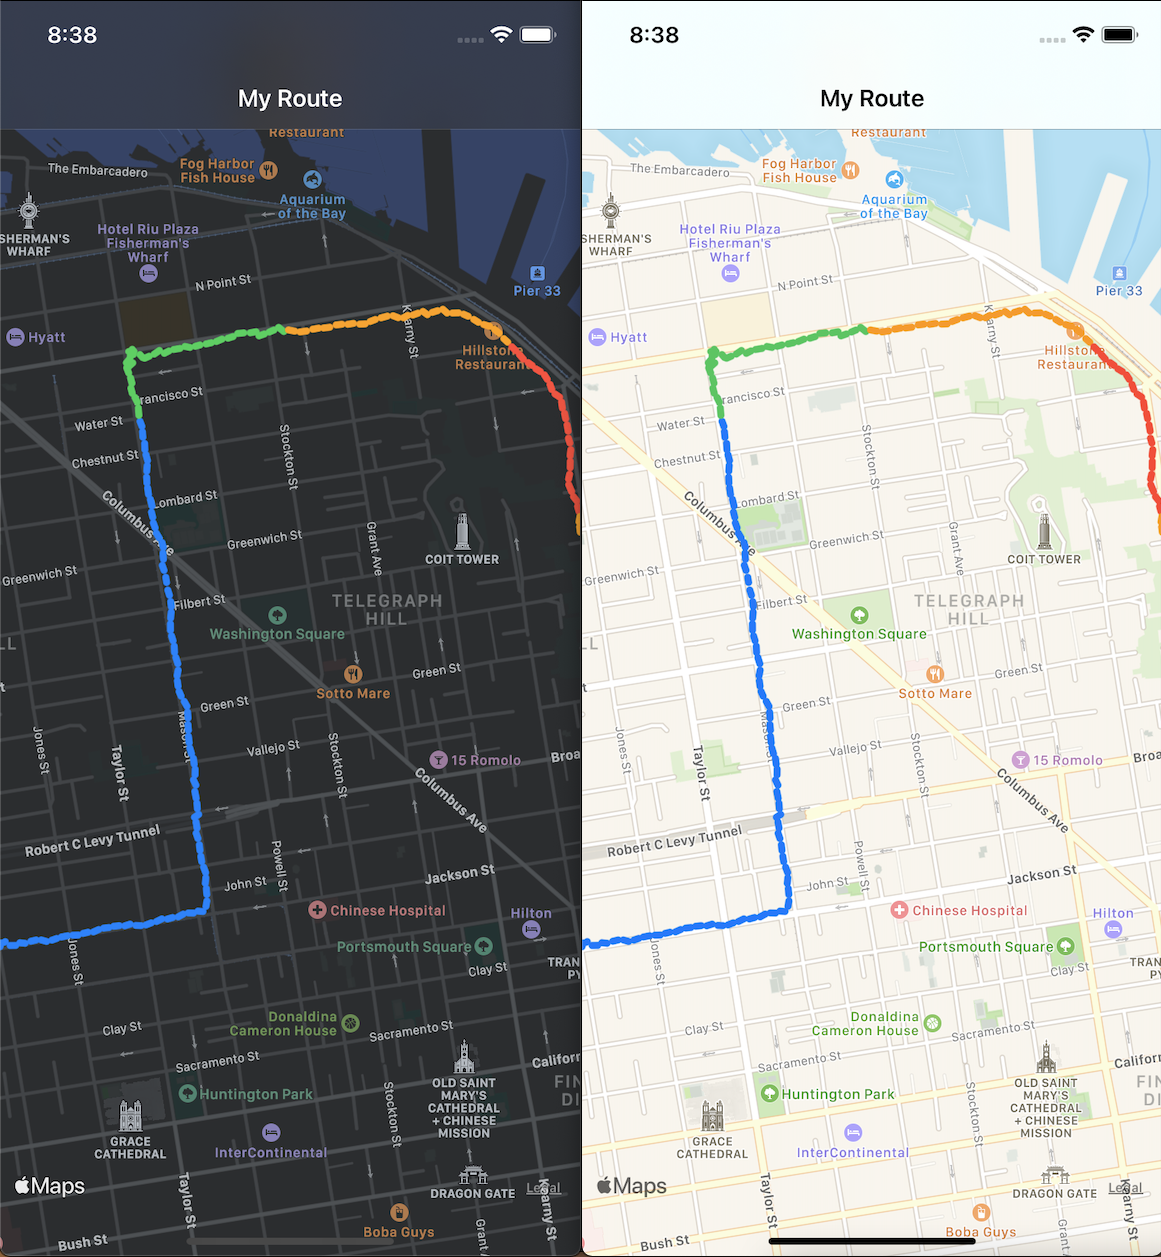 8:38
My Route
Restaurant
The Embarcadero
Fog Harbor
Fish House
Aquarium
of the Bay
SHERMAN'S
WHARF
Hotel Riu Plaza
Fisherman's
Wharf
N Point St
Pier 33
Hyatt
Kearny St
Hillstone
Restaurant
rancisco St
Water St
Chestnut St
Stockton St
Lombard St
Columbus Ave
Greenwich St
Grant Ave
COIT TOWER
Greenwich St
Filbert St
TELEGRAPH
HILL
Washington Square
LL
t
Green St
Sotto Mare
Green St
Mason St
Jones St
Taylor St
Vallejo St
Stockton St
15 Romolo
Broa
Columbus Ave
Robert C Levy Tunnel
Powell St
John St
Jackson St
Chinese Hospital
Hilton
Jones St
Portsmouth Square
Clay St
TRAN
PY
Donaldina
Cameron House
Clay St
Sacramento St
Sacramento St
Californ
OLD SAINT
MARY'S
CATHEDRAL
+ CHINESE
MISSION
FIN
DI
Huntington Park
Stockton St
GRACE
CATHEDRAL
InterContinental
Maps
Taylor St
DRAGON GATE
Legal
Kearny St
Boba Guys
Grant
Bush St
8:38
My Route
Restaurant
The Embarcadero
Fog Harbor
Fish House
Aquarium
of the Bay
SHERMAN'S
WHARF
Hotel Riu Plaza
Fisherman's
Wharf
N Point St
Pier 33
Hyatt
Kearny St
Hillstone
Restaurant
rancisco St
Water St
Chestnut St
Stockton St
Lombard St
Columbus Ave
Greenwich St
Grant Ave
COIT TOWER
Greenwich St
Filbert St
TELEGRAPH
HILL
Washington Square
LL
Green St
Sotto Mare
Green St
Mason St
Jones St
Taylor St
Vallejo St
Stockton St
15 Romolo
Broa
Columbus Ave
Robert C Levy Tunnel
Powell St
John St
Jackson St
Chinese Hospital
Hilton
Jones St
Portsmouth Square
Clay St
TRAN
PY
Donaldina
Cameron House
Clay St
Sacramento St
Sacramento St
Californ
OLD SAINT
MARY'S
CATHEDRAL
+ CHINESE
MISSION
FIN
DI
Huntington Park
Stockton St
GRACE
CATHEDRAL
InterContinental
Maps
Taylor St
DRAGON GATE
Legal
Kearny St
Boba Guys
Grant
Bush St